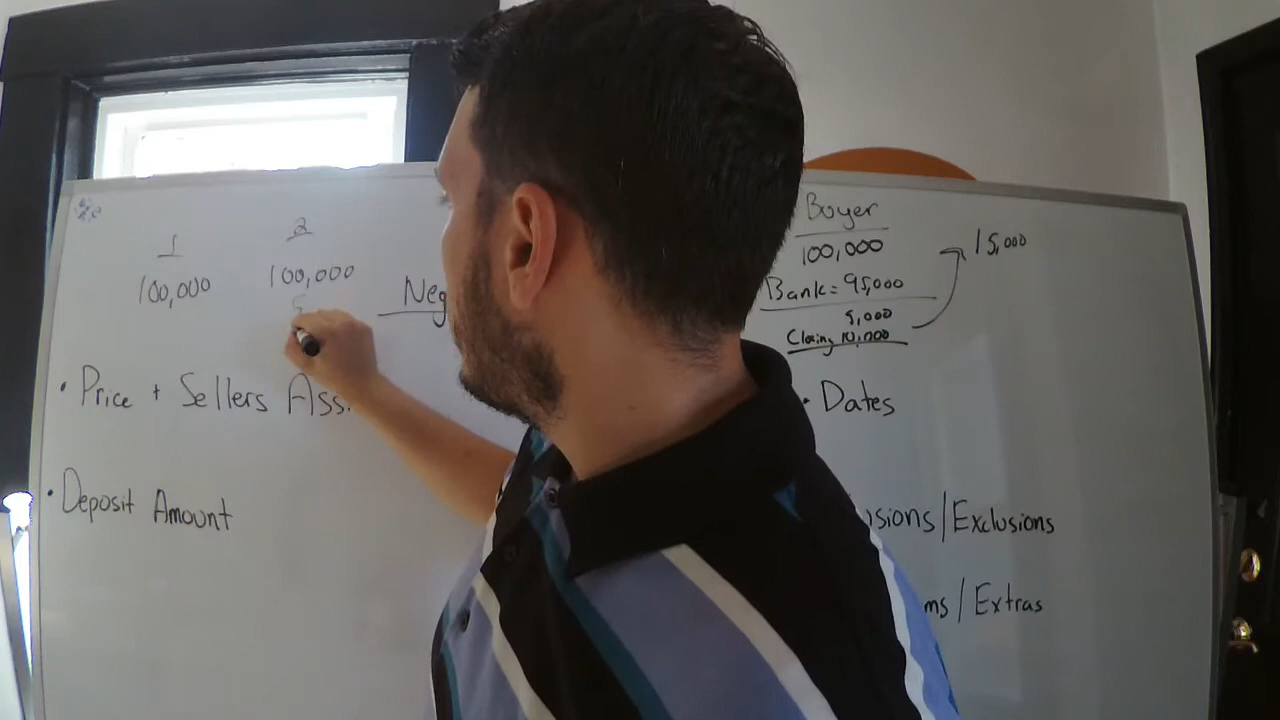 1
100,000
2
100,000
5
Neg
• Price + Sellers Ass.
• Deposit Amount
Buyer
100,000
Bank = 95,000
5,000
Closing 10,000
15,000
• Dates
sions/Exclusions
ms/Extras